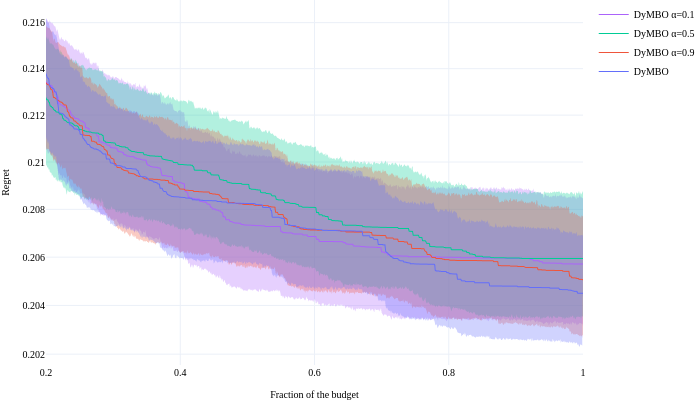 0.216
0.214
0.212
0.21
0.208
0.206
0.204
0.202
Regret
0.2
0.4
0.6
0.8
1
Fraction of the budget
DyMBO α=0.1
DyMBO α=0.5
DyMBO α=0.9
DyMBO